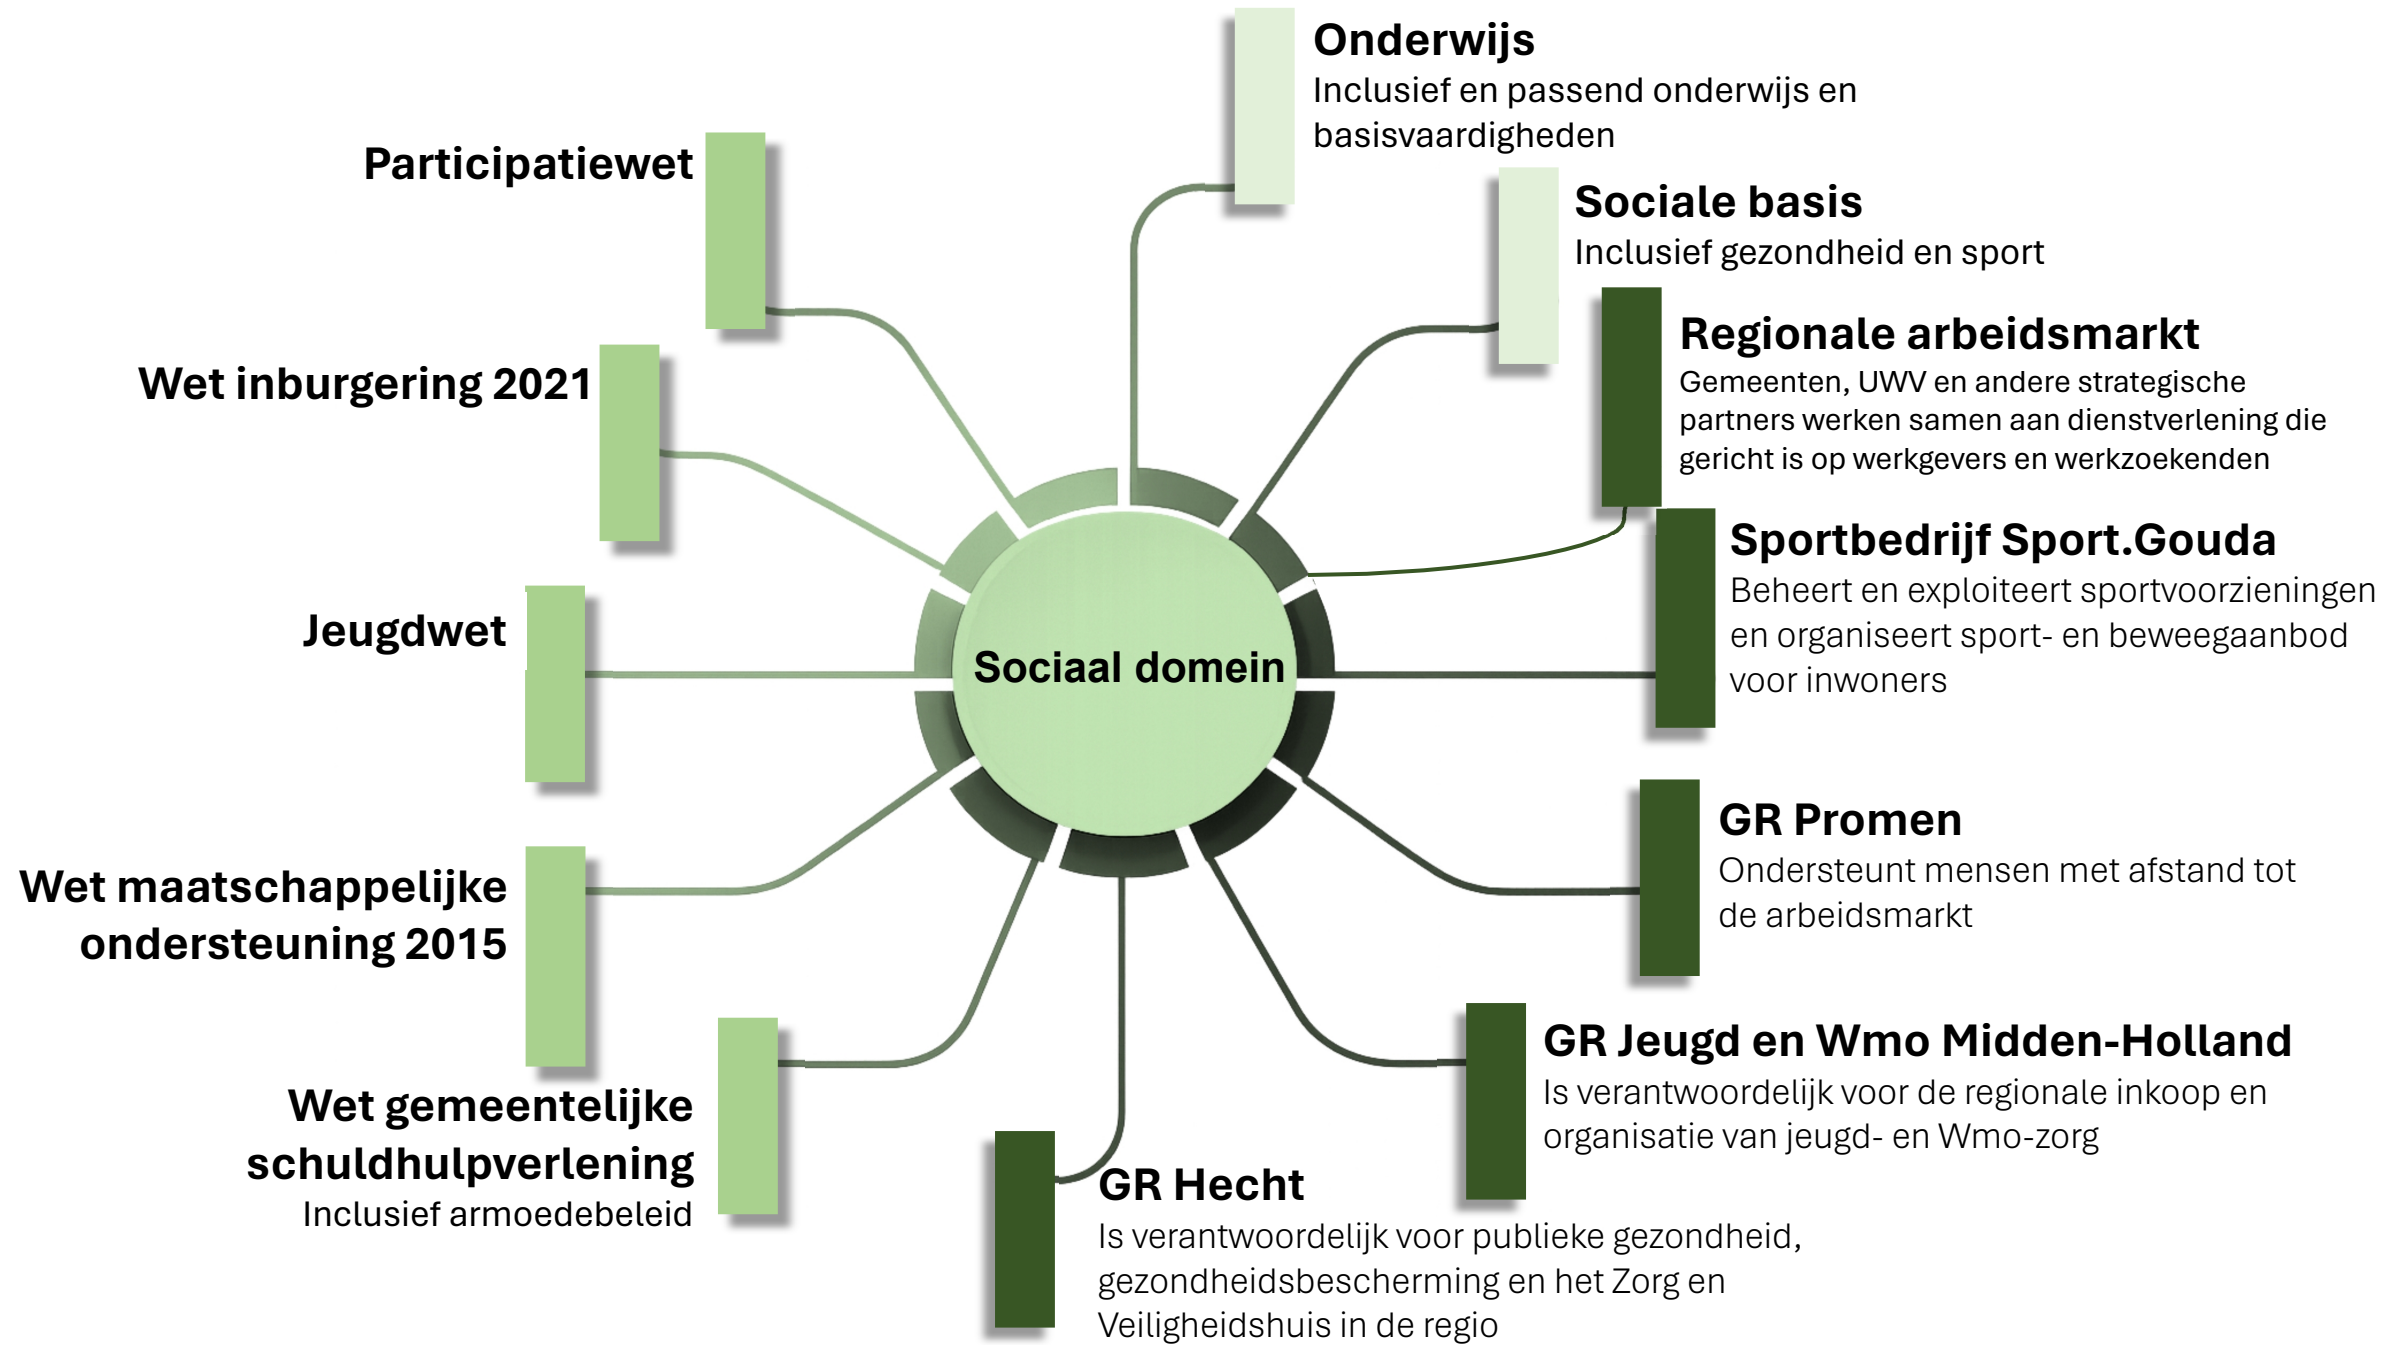 Onderwijs
Inclusief en passend onderwijs en
basisvaardigheden
Sociale basis
Inclusief gezondheid en sport
Regionale arbeidsmarkt
Gemeenten, UWV en andere strategische
partners werken samen aan dienstverlening die
gericht is op werkgevers en werkzoekenden
Sportbedrijf Sport.Gouda
Beheert en exploiteert sportvoorzieningen
en organiseert sport- en beweegaanbod
voor inwoners
GR Promen
Ondersteunt mensen met afstand tot
de arbeidsmarkt
GR Jeugd en Wmo Midden-Holland
Is verantwoordelijk voor de regionale inkoop en
organisatie van jeugd- en Wmo-zorg
GR Hecht
Is verantwoordelijk voor publieke gezondheid,
gezondheidsbescherming en het Zorg en
Veiligheidshuis in de regio
Participatiewet
Wet inburgering 2021
Jeugdwet
Wet maatschappelijke
ondersteuning 2015
Wet gemeentelijke
schuldhulpverlening
Inclusief armoedebeleid
Sociaal domein